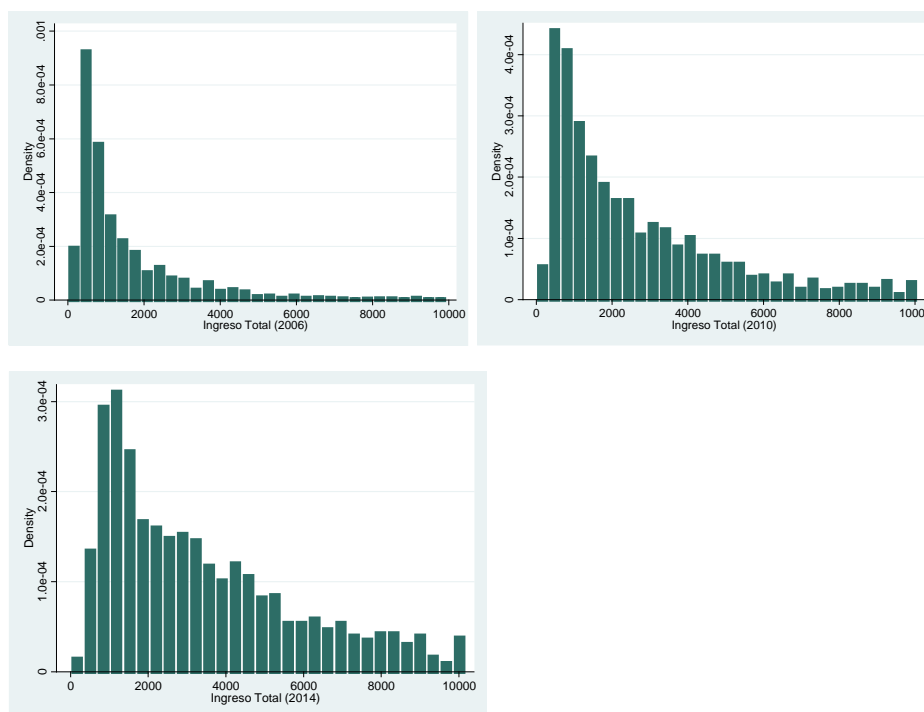 .001
8.0e-04
6.0e-04
4.0e-04
2.0e-04
0
Density
0 2000 4000 6000 8000 10000
Ingreso Total (2006)
4.0e-04
3.0e-04
2.0e-04
1.0e-04
0
Density
0 2000 4000 6000 8000 1000
Ingreso Total (2010)
3.0e-04
2.0e-04
1.0e-04
0
Density
0 2000 4000 6000 8000 10000
Ingreso Total (2014)